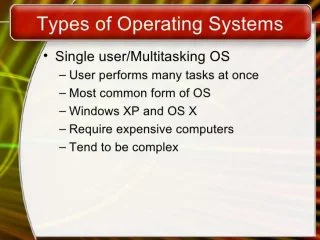 Types of Operating Systems
• Single user/Multitasking OS
– User performs many tasks at once
– Most common form of OS
– Windows XP and OS X
– Require expensive computers
– Tend to be complex